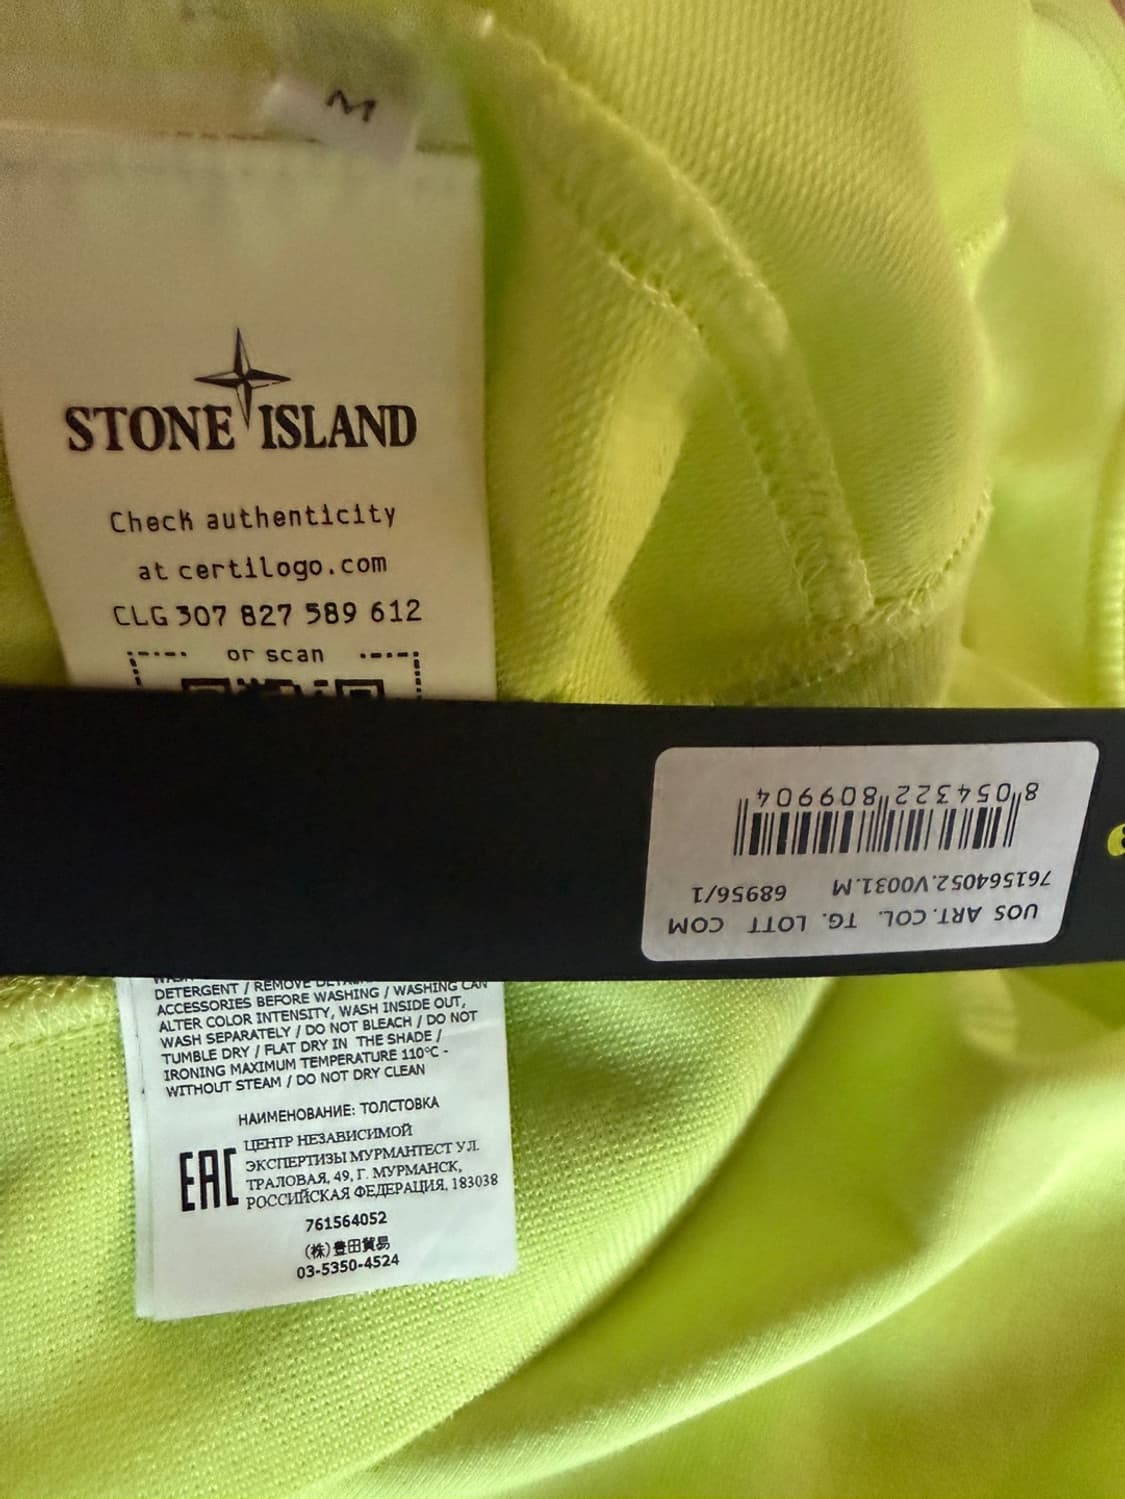 M
STONE ISLAND
Check authenticity
at certilogo.com
CLG 307 827 589 612
or scan
UOS ART. COL. TG. LOTT COM
761564052.V0031.M 68956/1
8 054322 809904
DETERGENT / REMOVE
ACCESSORIES BEFORE WASHING / WASHING CAN
ALTER COLOR INTENSITY, WASH INSIDE OUT,
WASH SEPARATELY / DO NOT BLEACH / DO NOT
TUMBLE DRY / FLAT DRY IN THE SHADE /
IRONING MAXIMUM TEMPERATURE 110°C -
WITHOUT STEAM / DO NOT DRY CLEAN
НАИМЕНОВАНИЕ: ТОЛСТОВКА
EAC
ЦЕНТР НЕЗАВИСИМОЙ
ЭКСПЕРТИЗЫ МУРМАНТЕСТ УЛ.
ТРАЛОВАЯ, 49, Г. МУРМАНСК,
РОССИЙСКАЯ ФЕДЕРАЦИЯ, 183038
761564052
(株)豊田貿易
03-5350-4524